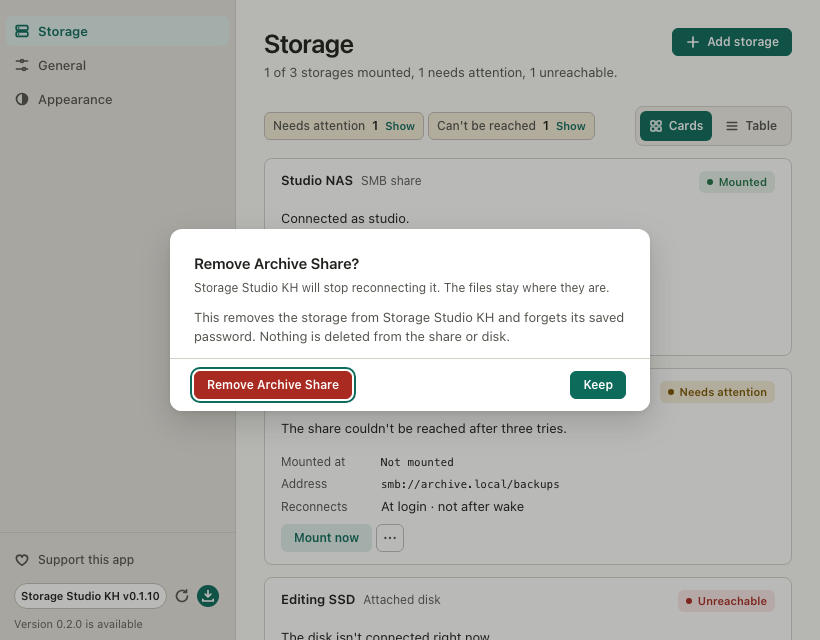 Storage
General
Appearance
Support this app
Storage Studio KH v0.1.10
Version 0.2.0 is available
Storage
Add storage
1 of 3 storages mounted, 1 needs attention, 1 unreachable.
Needs attention 1 Show
Can't be reached 1 Show
Cards
Table
Studio NAS SMB share
Mounted
Connected as studio.
Remove Archive Share?
Storage Studio KH will stop reconnecting it. The files stay where they are.
This removes the storage from Storage Studio KH and forgets its saved
password. Nothing is deleted from the share or disk.
Remove Archive Share
Keep
Needs attention
The share couldn't be reached after three tries.
Mounted at Not mounted
Address smb://archive.local/backups
Reconnects At login · not after wake
Mount now
Editing SSD Attached disk
Unreachable
The disk isn't connected right now.